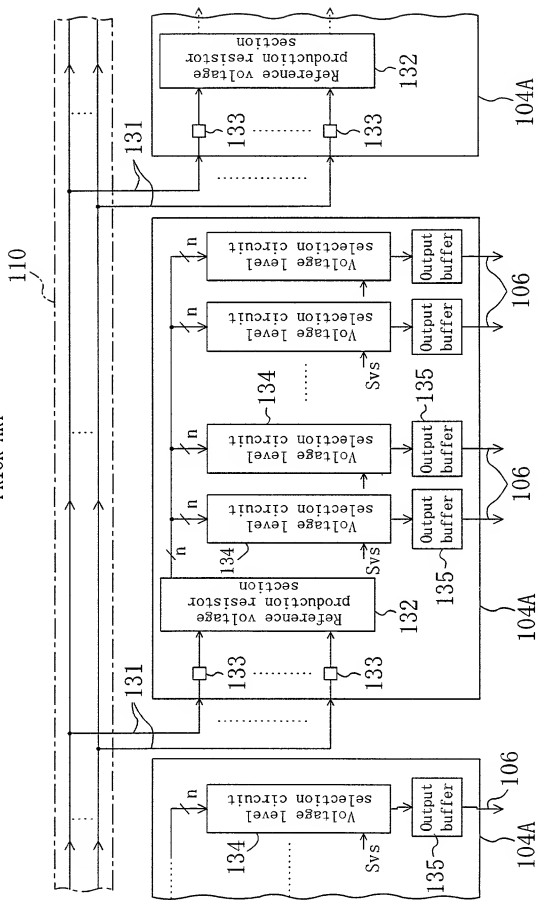 PRIOR ART
110
131
131
Reference voltage
production resistor
section
132
133
133
104A
Reference voltage
production resistor
section
132
133
133
n
n
n
n
n
Voltage level
selection circuit
Voltage level
selection circuit
Voltage level
selection circuit
Voltage level
selection circuit
134
134
Svs
Svs
Output
buffer
Output
buffer
Output
buffer
Output
buffer
135
135
106
106
104A
n
Voltage level
selection circuit
134
Svs
Output
buffer
135
106
104A